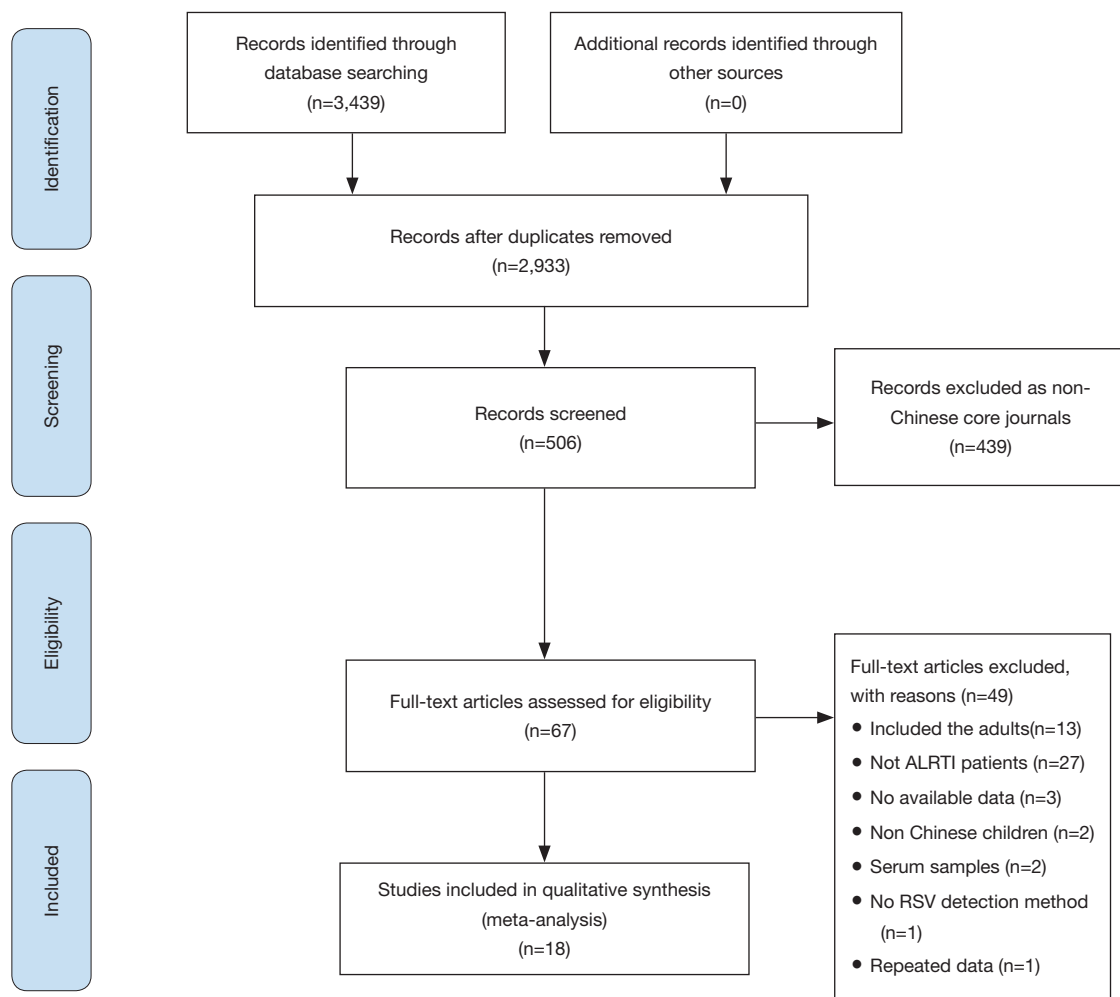 Identification
Records identified through
database searching
(n=3,439)
Additional records identified through
other sources
(n=0)
Records after duplicates removed
(n=2,933)
Screening
Records screened
(n=506)
Records excluded as non-
Chinese core journals
(n=439)
Eligibility
Full-text articles assessed for eligibility
(n=67)
Full-text articles excluded,
with reasons (n=49)
• Included the adults(n=13)
• Not ALRTI patients (n=27)
• No available data (n=3)
• Non Chinese children (n=2)
• Serum samples (n=2)
• No RSV detection method
(n=1)
• Repeated data (n=1)
Included
Studies included in qualitative synthesis
(meta-analysis)
(n=18)